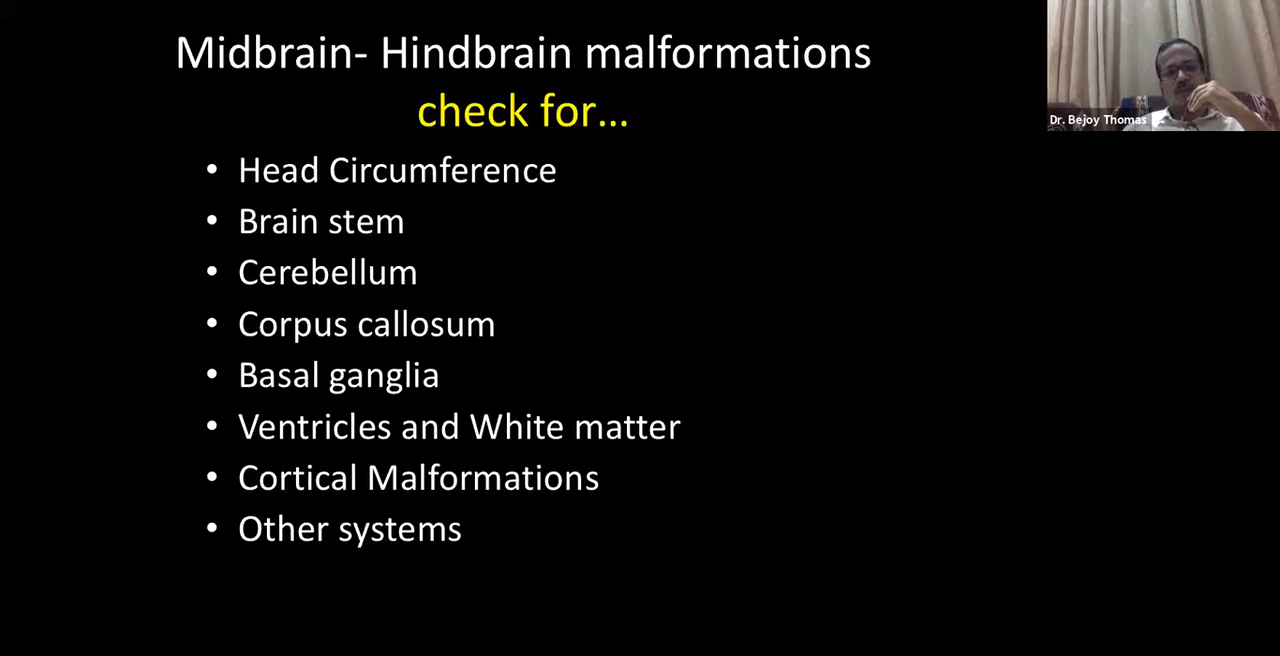 Midbrain- Hindbrain malformations
check for...
• Head Circumference
• Brain stem
• Cerebellum
• Corpus callosum
• Basal ganglia
• Ventricles and White matter
• Cortical Malformations
• Other systems
Dr. Bejoy Thomas